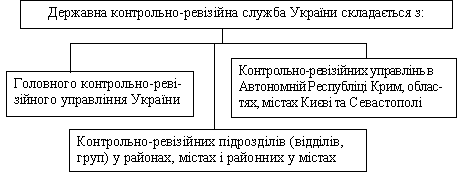 Державна контрольно-ревізійна служба України складається з:
Головного контрольно-реві-
зійного управління України
Контрольно-ревізійних управлінь в
Автономній Республіці Крим, облас-
тях, містах Києві та Севастополі
Контрольно-ревізійних підрозділів (відділів,
груп) у районах, містах і районних у містах